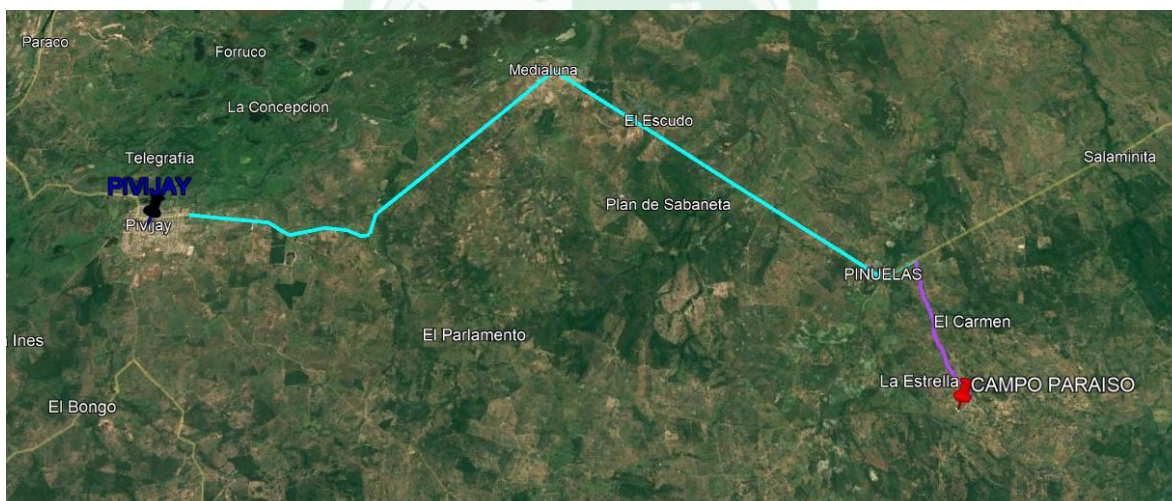 Paraco
Forruco
Medialuna
La Concepcion
El Escudo
Telegrafia
Salaminita
PIVIJAY
Pivijay
Plan de Sabaneta
PINUELAS
El Carmen
El Parlamento
Ines
La Estrella
CAMPO PARAISO
El Bongo